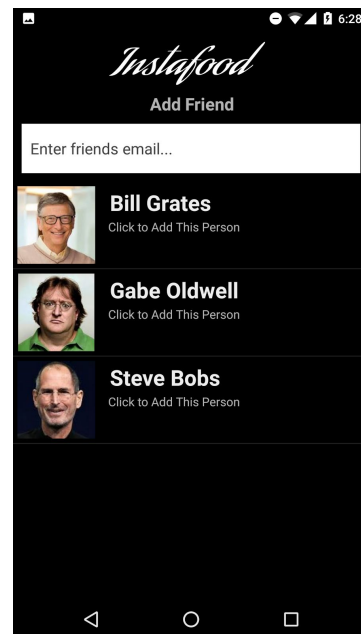 6:28
Instafood
Add Friend
Enter friends email...
Bill Grates
Click to Add This Person
Gabe Oldwell
Click to Add This Person
Steve Bobs
Click to Add This Person